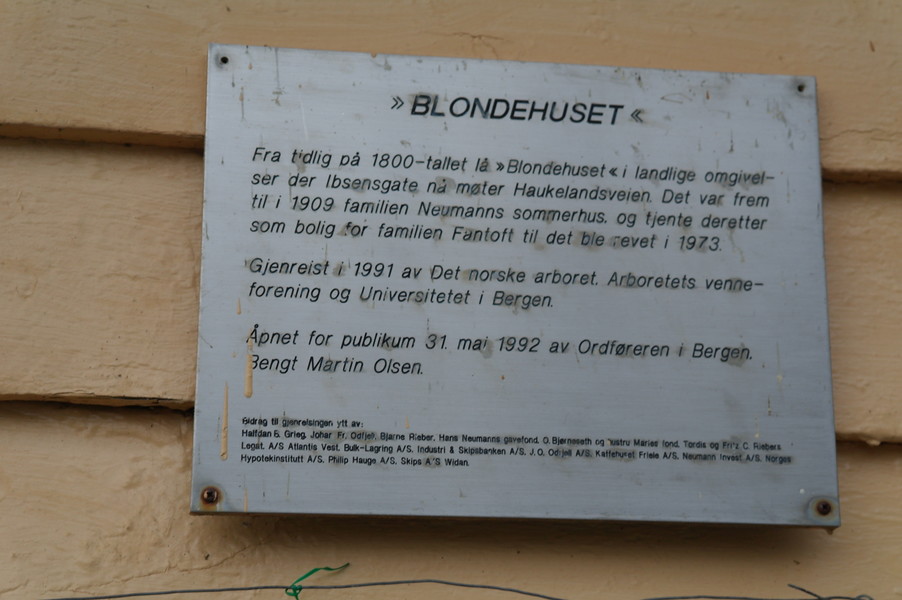 »BLONDEHUSET«
Fra tidlig på 1800-tallet lå »Blondehuset« i landlige omgivel-
ser der Ibsensgate nå møter Haukelandsveien. Det var frem
til i 1909 familien Neumanns sommerhus, og tjente deretter
som bolig for familien Fantoft til det ble revet i 1973.
Gjenreist i 1991 av Det norske arboret, Arboretets venne-
forening og Universitetet i Bergen.
Åpnet for publikum 31. mai 1992 av Ordføreren i Bergen,
Bengt Martin Olsen.
Bidrag til gjenreisingen ytt av:
Halfdan B. Grieg, Johan Fr. Odfjell, Bjarne Rieber, Hans Neumanns gavefond, O. Bjørneseth og hustru Maries fond, Tordis og Fritz C. Riebers
Legat, A/S Atlantis Vest, Bulk-Lagring A/S, Industri & Skipsbanken A/S, J.O. Odfjell A/S, Kaffehuset Friele A/S, Neumann Invest A/S, Norges
Hypotekinstitutt A/S, Philip Hauge A/S, Skips A/S Widan.